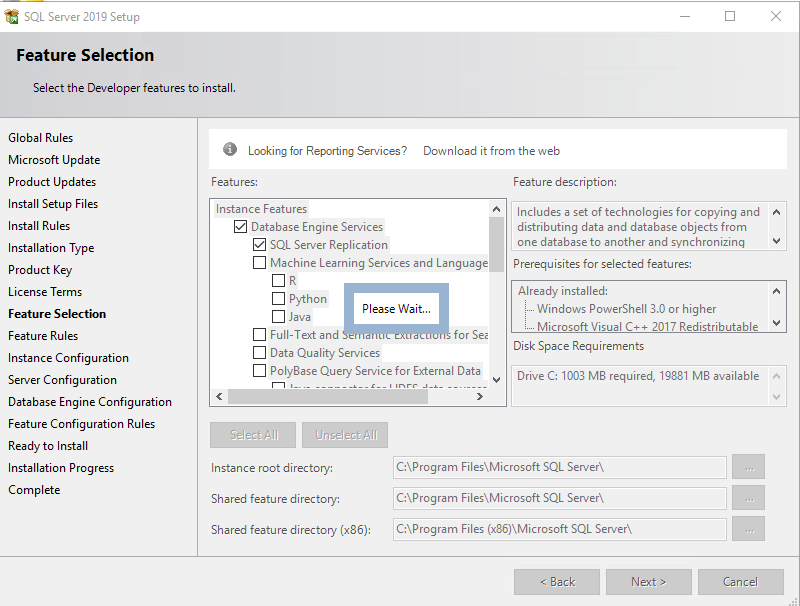 SQL Server 2019 Setup
Feature Selection
Select the Developer features to install.
Global Rules
Microsoft Update
Product Updates
Install Setup Files
Install Rules
Installation Type
Product Key
License Terms
Feature Selection
Feature Rules
Instance Configuration
Server Configuration
Database Engine Configuration
Feature Configuration Rules
Ready to Install
Installation Progress
Complete
Looking for Reporting Services? Download it from the web
Features:
Instance Features
Database Engine Services
SQL Server Replication
Machine Learning Services and Language
R
Python
Java
Full-Text and Semantic Extractions for Sea
Data Quality Services
PolyBase Query Service for External Data
Java connector for HDFS data sources
Please Wait...
Feature description:
Includes a set of technologies for copying and
distributing data and database objects from
one database to another and synchronizing
Prerequisites for selected features:
Already installed:
Windows PowerShell 3.0 or higher
Microsoft Visual C++ 2017 Redistributable
Disk Space Requirements
Drive C: 1003 MB required, 19881 MB available
Select All Unselect All
Instance root directory: C:\Program Files\Microsoft SQL Server\ ...
Shared feature directory: C:\Program Files\Microsoft SQL Server\ ...
Shared feature directory (x86): C:\Program Files (x86)\Microsoft SQL Server\ ...
< Back Next > Cancel